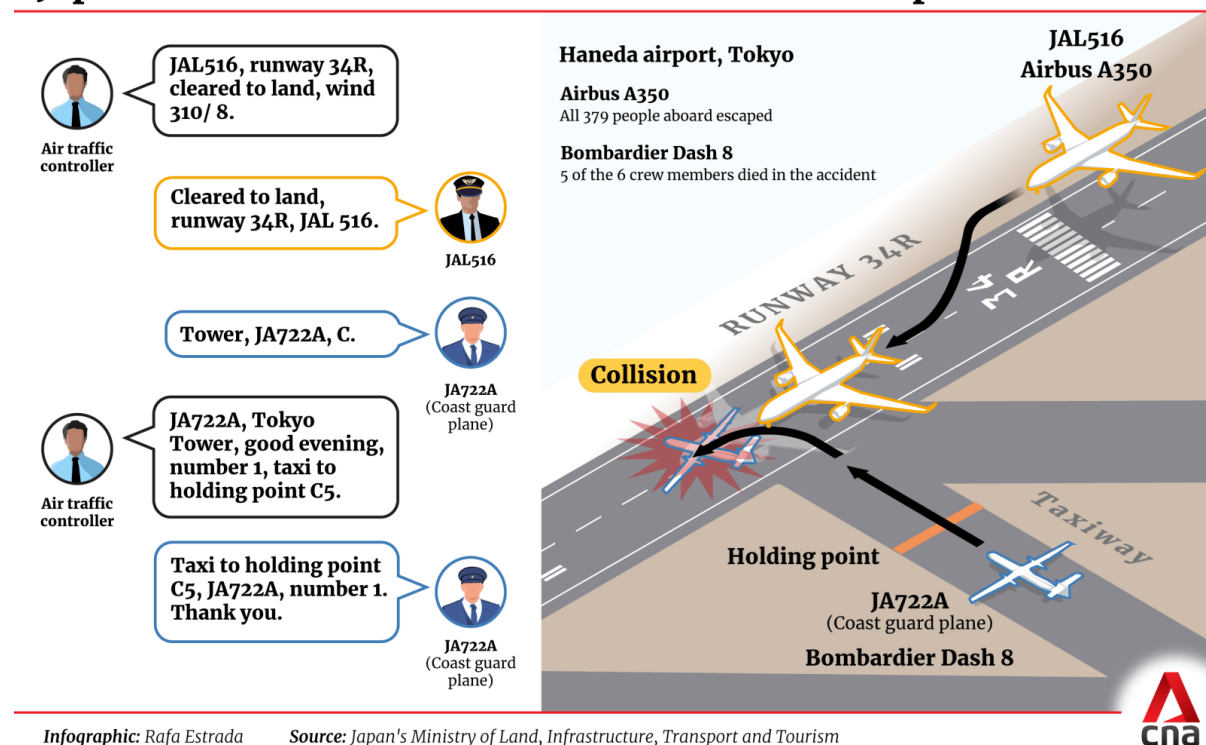 JAL516, runway 34R,
cleared to land, wind
310/ 8.
Air traffic
controller
Cleared to land,
runway 34R, JAL 516.
JAL516
Tower, JA722A, C.
JA722A
(Coast guard
plane)
JA722A, Tokyo
Tower, good evening,
number 1, taxi to
holding point C5.
Air traffic
controller
Taxi to holding point
C5, JA722A, number 1.
Thank you.
JA722A
(Coast guard
plane)
Haneda airport, Tokyo
Airbus A350
All 379 people aboard escaped
Bombardier Dash 8
5 of the 6 crew members died in the accident
JAL516
Airbus A350
RUNWAY 34R
34
R
Collision
Taxiway
Holding point
JA722A
(Coast guard plane)
Bombardier Dash 8
Infographic: Rafa Estrada
Source: Japan's Ministry of Land, Infrastructure, Transport and Tourism
cna